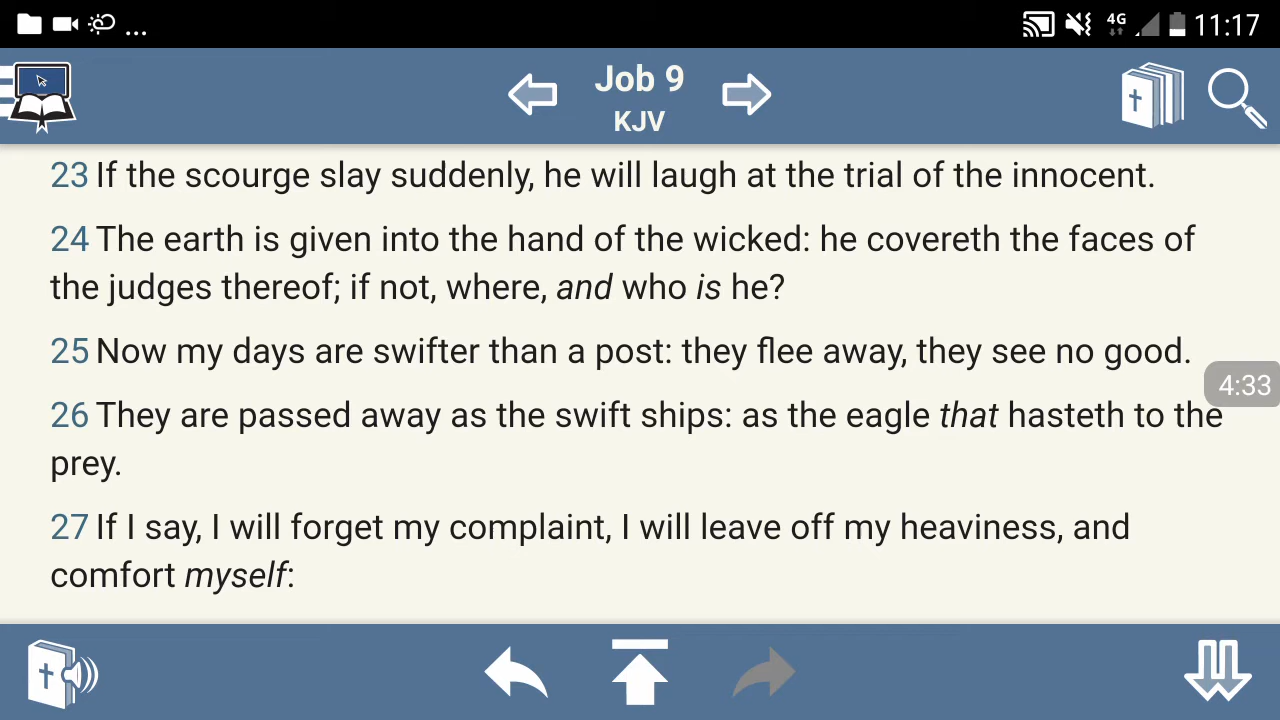 ... 4G 11:17
Job 9
KJV
23 If the scourge slay suddenly, he will laugh at the trial of the innocent.
24 The earth is given into the hand of the wicked: he covereth the faces of
the judges thereof; if not, where, and who is he?
25 Now my days are swifter than a post: they flee away, they see no good.
4:33
26 They are passed away as the swift ships: as the eagle that hasteth to the
prey.
27 If I say, I will forget my complaint, I will leave off my heaviness, and
comfort myself: